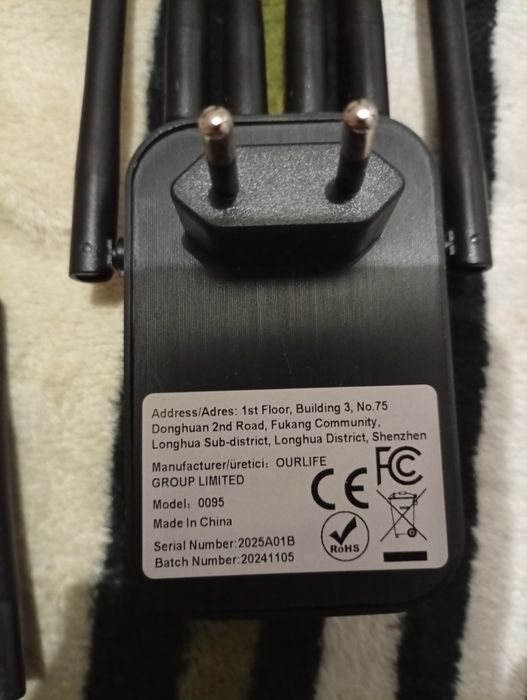 Address/Adres: 1st Floor, Building 3, No.75
Donghuan 2nd Road, Fukang Community,
Longhua Sub-district, Longhua District, Shenzhen
Manufacturer/üretici: OURLIFE
GROUP LIMITED
Model: 0095
Made In China
Serial Number:2025A01B
Batch Number:20241105
CE
FC
RoHS